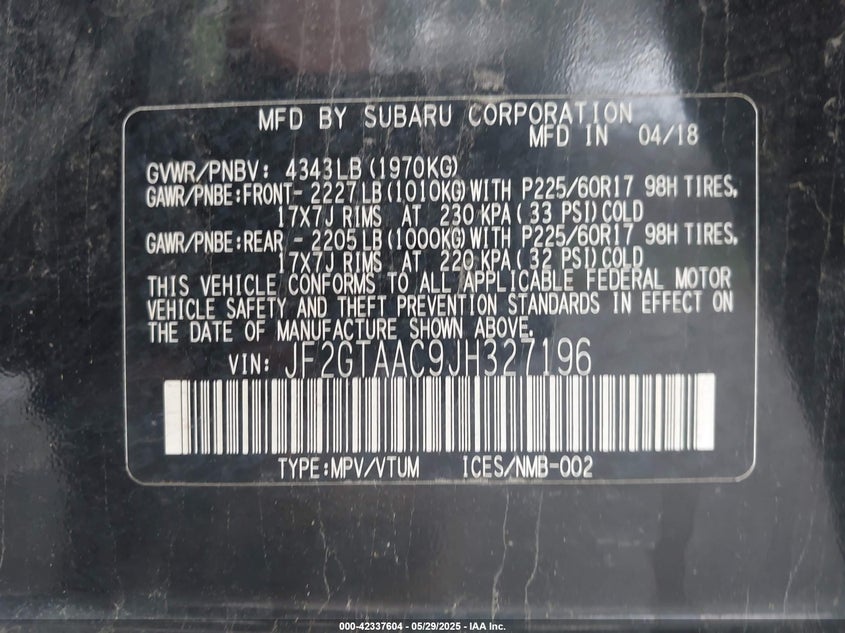 MFD BY SUBARU CORPORATION
MFD IN 04/18
GVWR/PNBV: 4343LB(1970KG)
GAWR/PNBE:FRONT- 2227LB(1010KG)WITH P225/60R17 98H TIRES,
17X7J RIMS AT 230 KPA( 33 PSI)COLD
GAWR/PNBE:REAR - 2205LB(1000KG)WITH P225/60R17 98H TIRES,
17X7J RIMS AT 220 KPA( 32 PSI)COLD
THIS VEHICLE CONFORMS TO ALL APPLICABLE FEDERAL MOTOR
VEHICLE SAFETY AND THEFT PREVENTION STANDARDS IN EFFECT ON
THE DATE OF MANUFACTURE SHOWN ABOVE.
VIN: JF2GTAAC9JH327196
TYPE:MPV/VTUM ICES/NMB-002
000-42337604 - 05/29/2025 - IAA Inc.